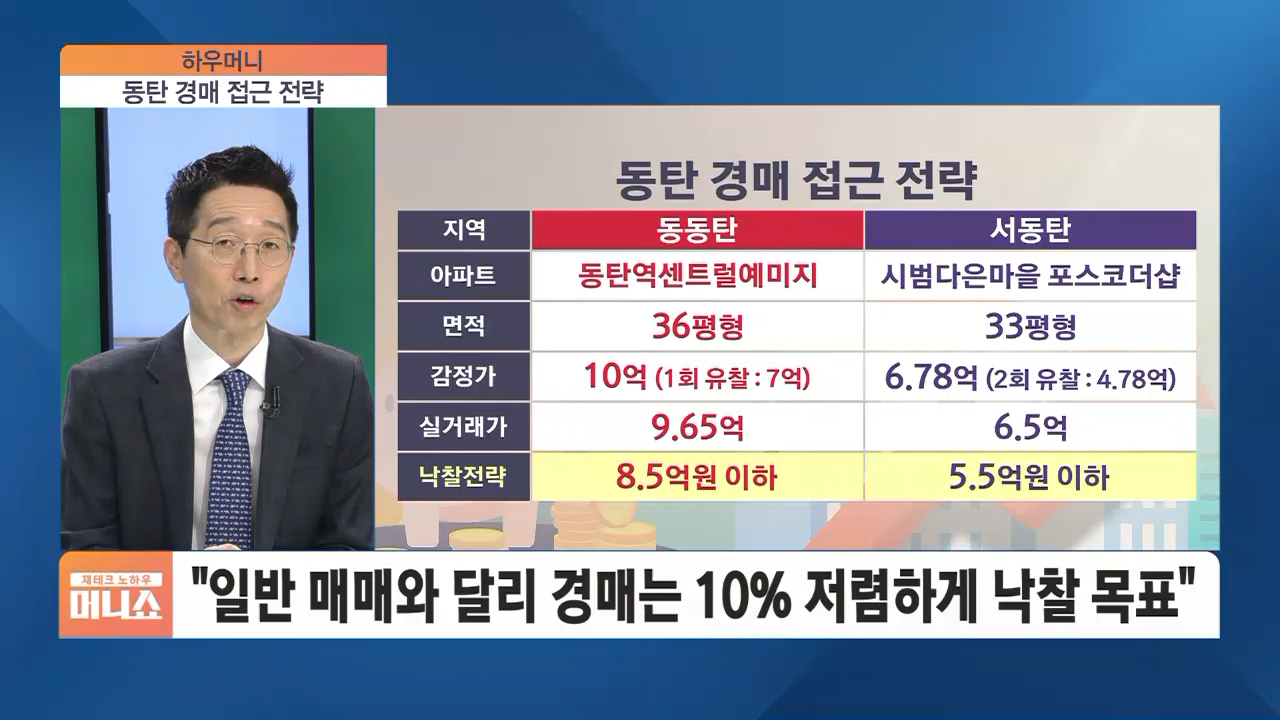 하우머니
동탄 경매 접근 전략
동탄 경매 접근 전략
지역 동동탄 서동탄
아파트 동탄역센트럴예미지 시범다은마을 포스코더샵
면적 36평형 33평형
감정가 10억 (1회 유찰 : 7억) 6.78억 (2회 유찰 : 4.78억)
실거래가 9.65억 6.5억
낙찰전략 8.5억원 이하 5.5억원 이하
재테크 노하우
머니쇼
"일반 매매와 달리 경매는 10% 저렴하게 낙찰 목표"